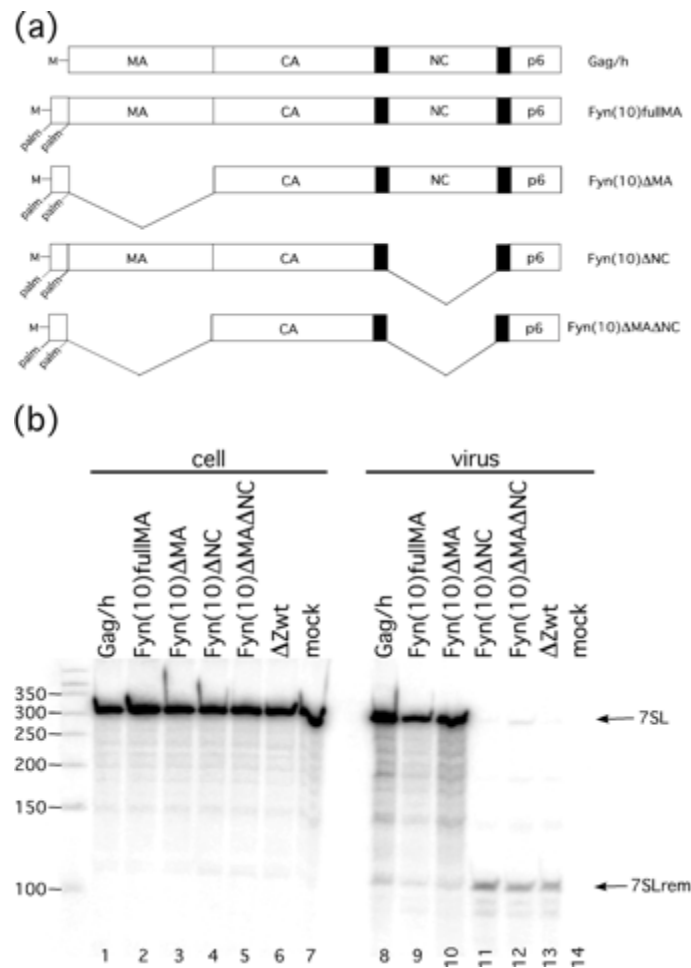 (a)
M MA CA NC p6 Gag/h
M MA CA NC p6 Fyn(10)fullMA
palm palm
M CA NC p6 Fyn(10)ΔMA
palm palm
M MA CA p6 Fyn(10)ΔNC
palm palm
M CA p6 Fyn(10)ΔMAΔNC
palm palm
(b)
cell virus
Gag/h Fyn(10)fullMA Fyn(10)ΔMA Fyn(10)ΔNC Fyn(10)ΔMAΔNC ΔZwt mock Gag/h Fyn(10)fullMA Fyn(10)ΔMA Fyn(10)ΔNC Fyn(10)ΔMAΔNC ΔZwt mock
350
300 7SL
250
200
150
100 7SLrem
1 2 3 4 5 6 7 8 9 10 11 12 13 14